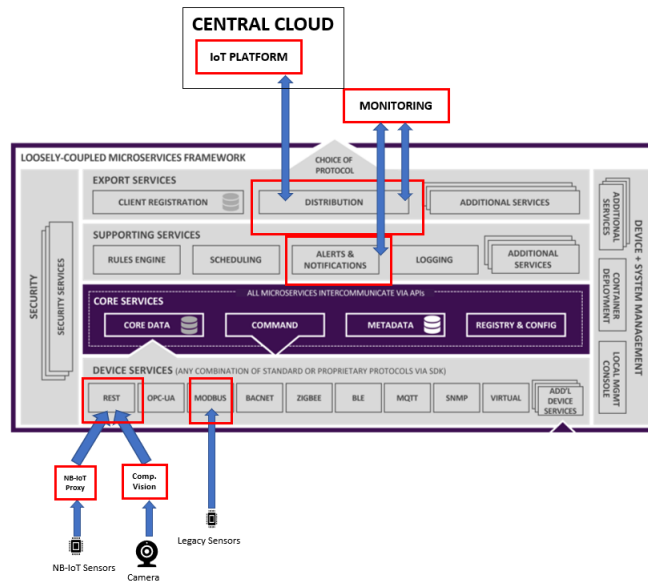 CENTRAL CLOUD
IoT PLATFORM
MONITORING
LOOSELY-COUPLED MICROSERVICES FRAMEWORK
CHOICE OF
PROTOCOL
EXPORT SERVICES
CLIENT REGISTRATION
DISTRIBUTION
ADDITIONAL SERVICES
SUPPORTING SERVICES
RULES ENGINE
SCHEDULING
ALERTS &
NOTIFICATIONS
LOGGING
ADDITIONAL
SERVICES
ALL MICROSERVICES INTERCOMMUNICATE VIA APIs
CORE SERVICES
CORE DATA
COMMAND
METADATA
REGISTRY & CONFIG
DEVICE SERVICES (ANY COMBINATION OF STANDARD OR PROPRIETARY PROTOCOLS VIA SDK)
REST
OPC-UA
MODBUS
BACNET
ZIGBEE
BLE
MQTT
SNMP
VIRTUAL
ADD'L
DEVICE
SERVICES
SECURITY
SECURITY SERVICES
ADDITIONAL
SERVICES
CONTAINER
DEPLOYMENT
LOCAL MGMT
CONSOLE
DEVICE + SYSTEM MANAGEMENT
NB-IoT
Proxy
Comp.
Vision
NB-IoT Sensors
Camera
Legacy Sensors